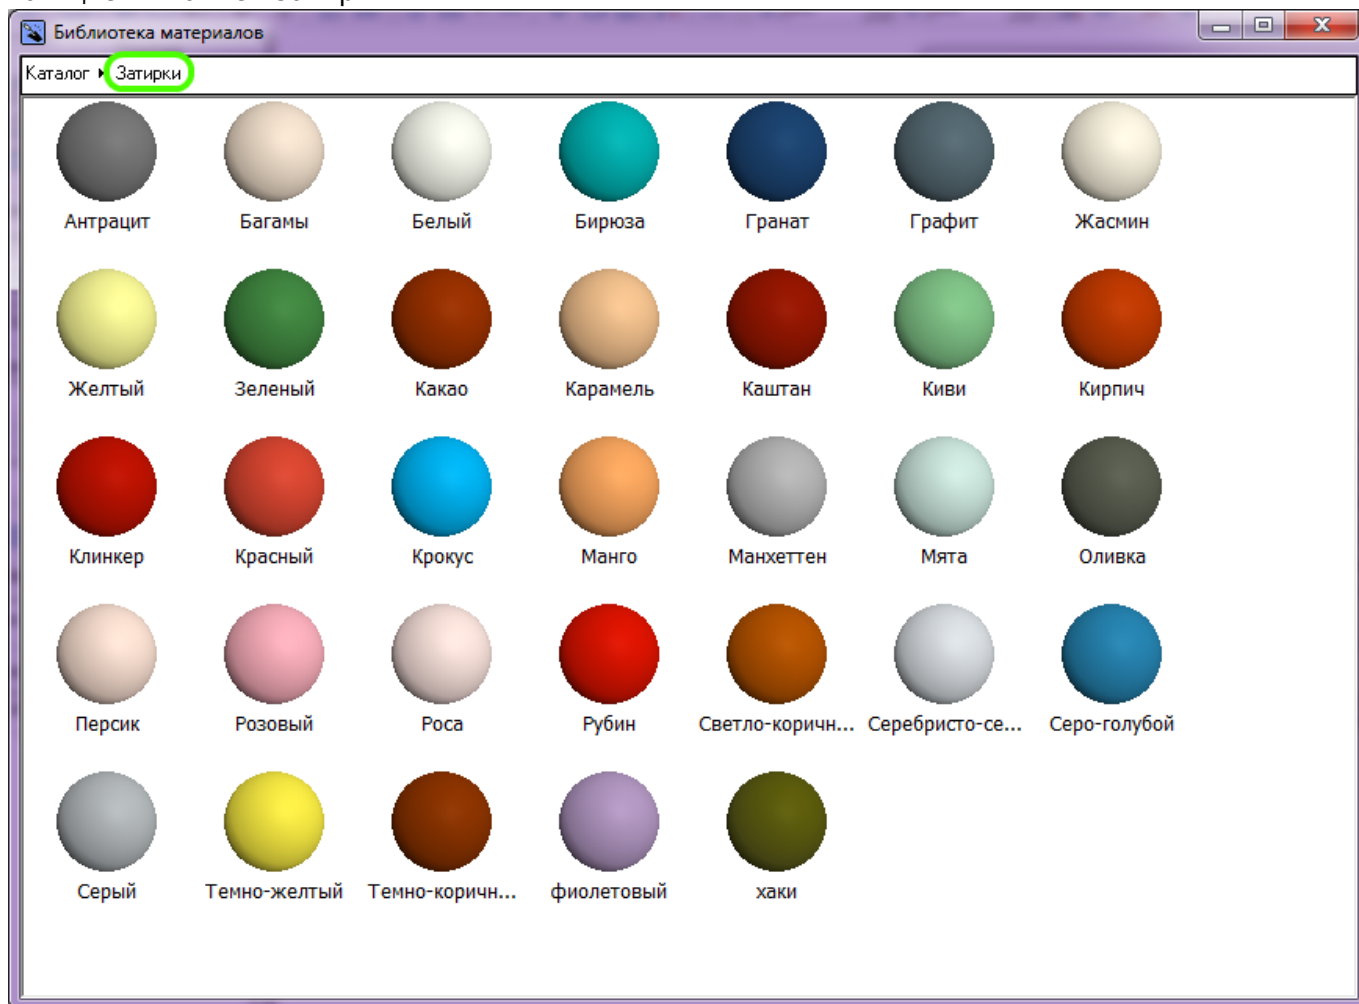 Библиотека материалов
Каталог Затирки
Антрацит Багамы Белый Бирюза Гранат Графит Жасмин
Желтый Зеленый Какао Карамель Каштан Киви Кирпич
Клинкер Красный Крокус Манго Манхеттен Мята Оливка
Персик Розовый Роса Рубин Светло-коричн... Серебристо-се... Серо-голубой
Серый Темно-желтый Темно-коричн... фиолетовый хаки